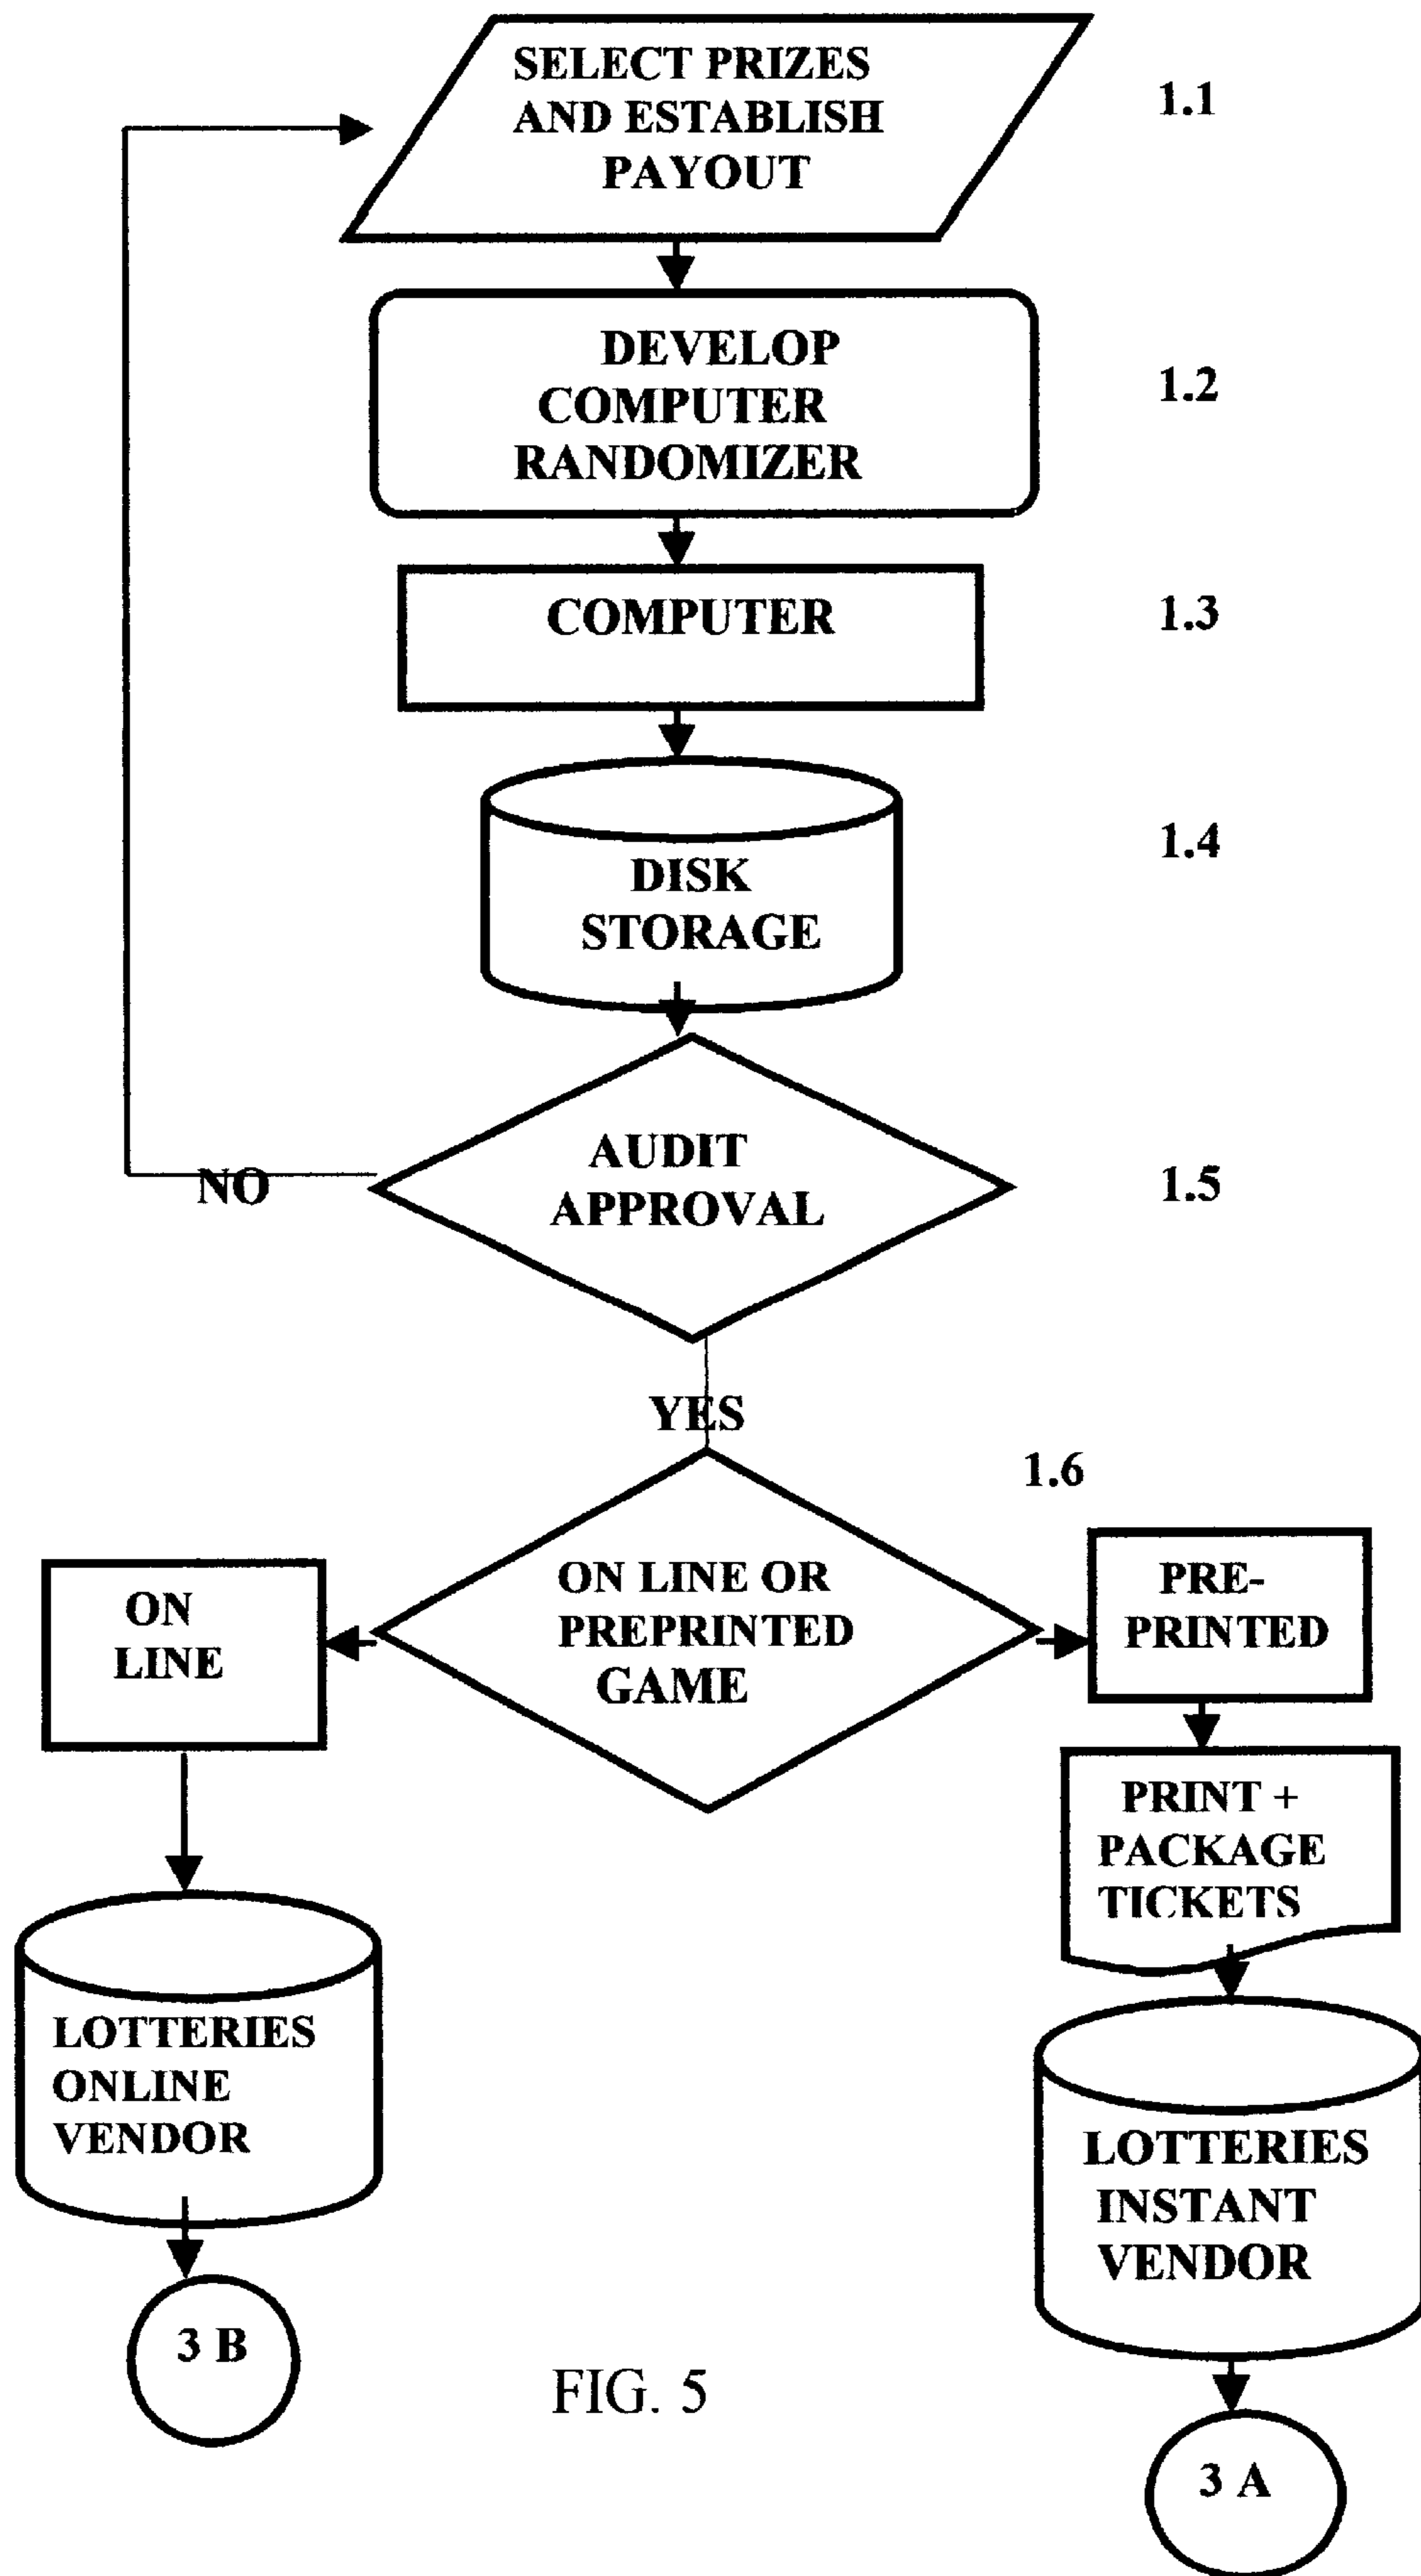 SELECT PRIZES
AND ESTABLISH
PAYOUT
1.1
DEVELOP
COMPUTER
RANDOMIZER
1.2
COMPUTER
1.3
DISK
STORAGE
1.4
AUDIT
APPROVAL
NO
1.5
YES
1.6
ON LINE OR
PREPRINTED
GAME
ON
LINE
PRE-
PRINTED
PRINT +
PACKAGE
TICKETS
LOTTERIES
ONLINE
VENDOR
LOTTERIES
INSTANT
VENDOR
3 B
3 A
FIG. 5